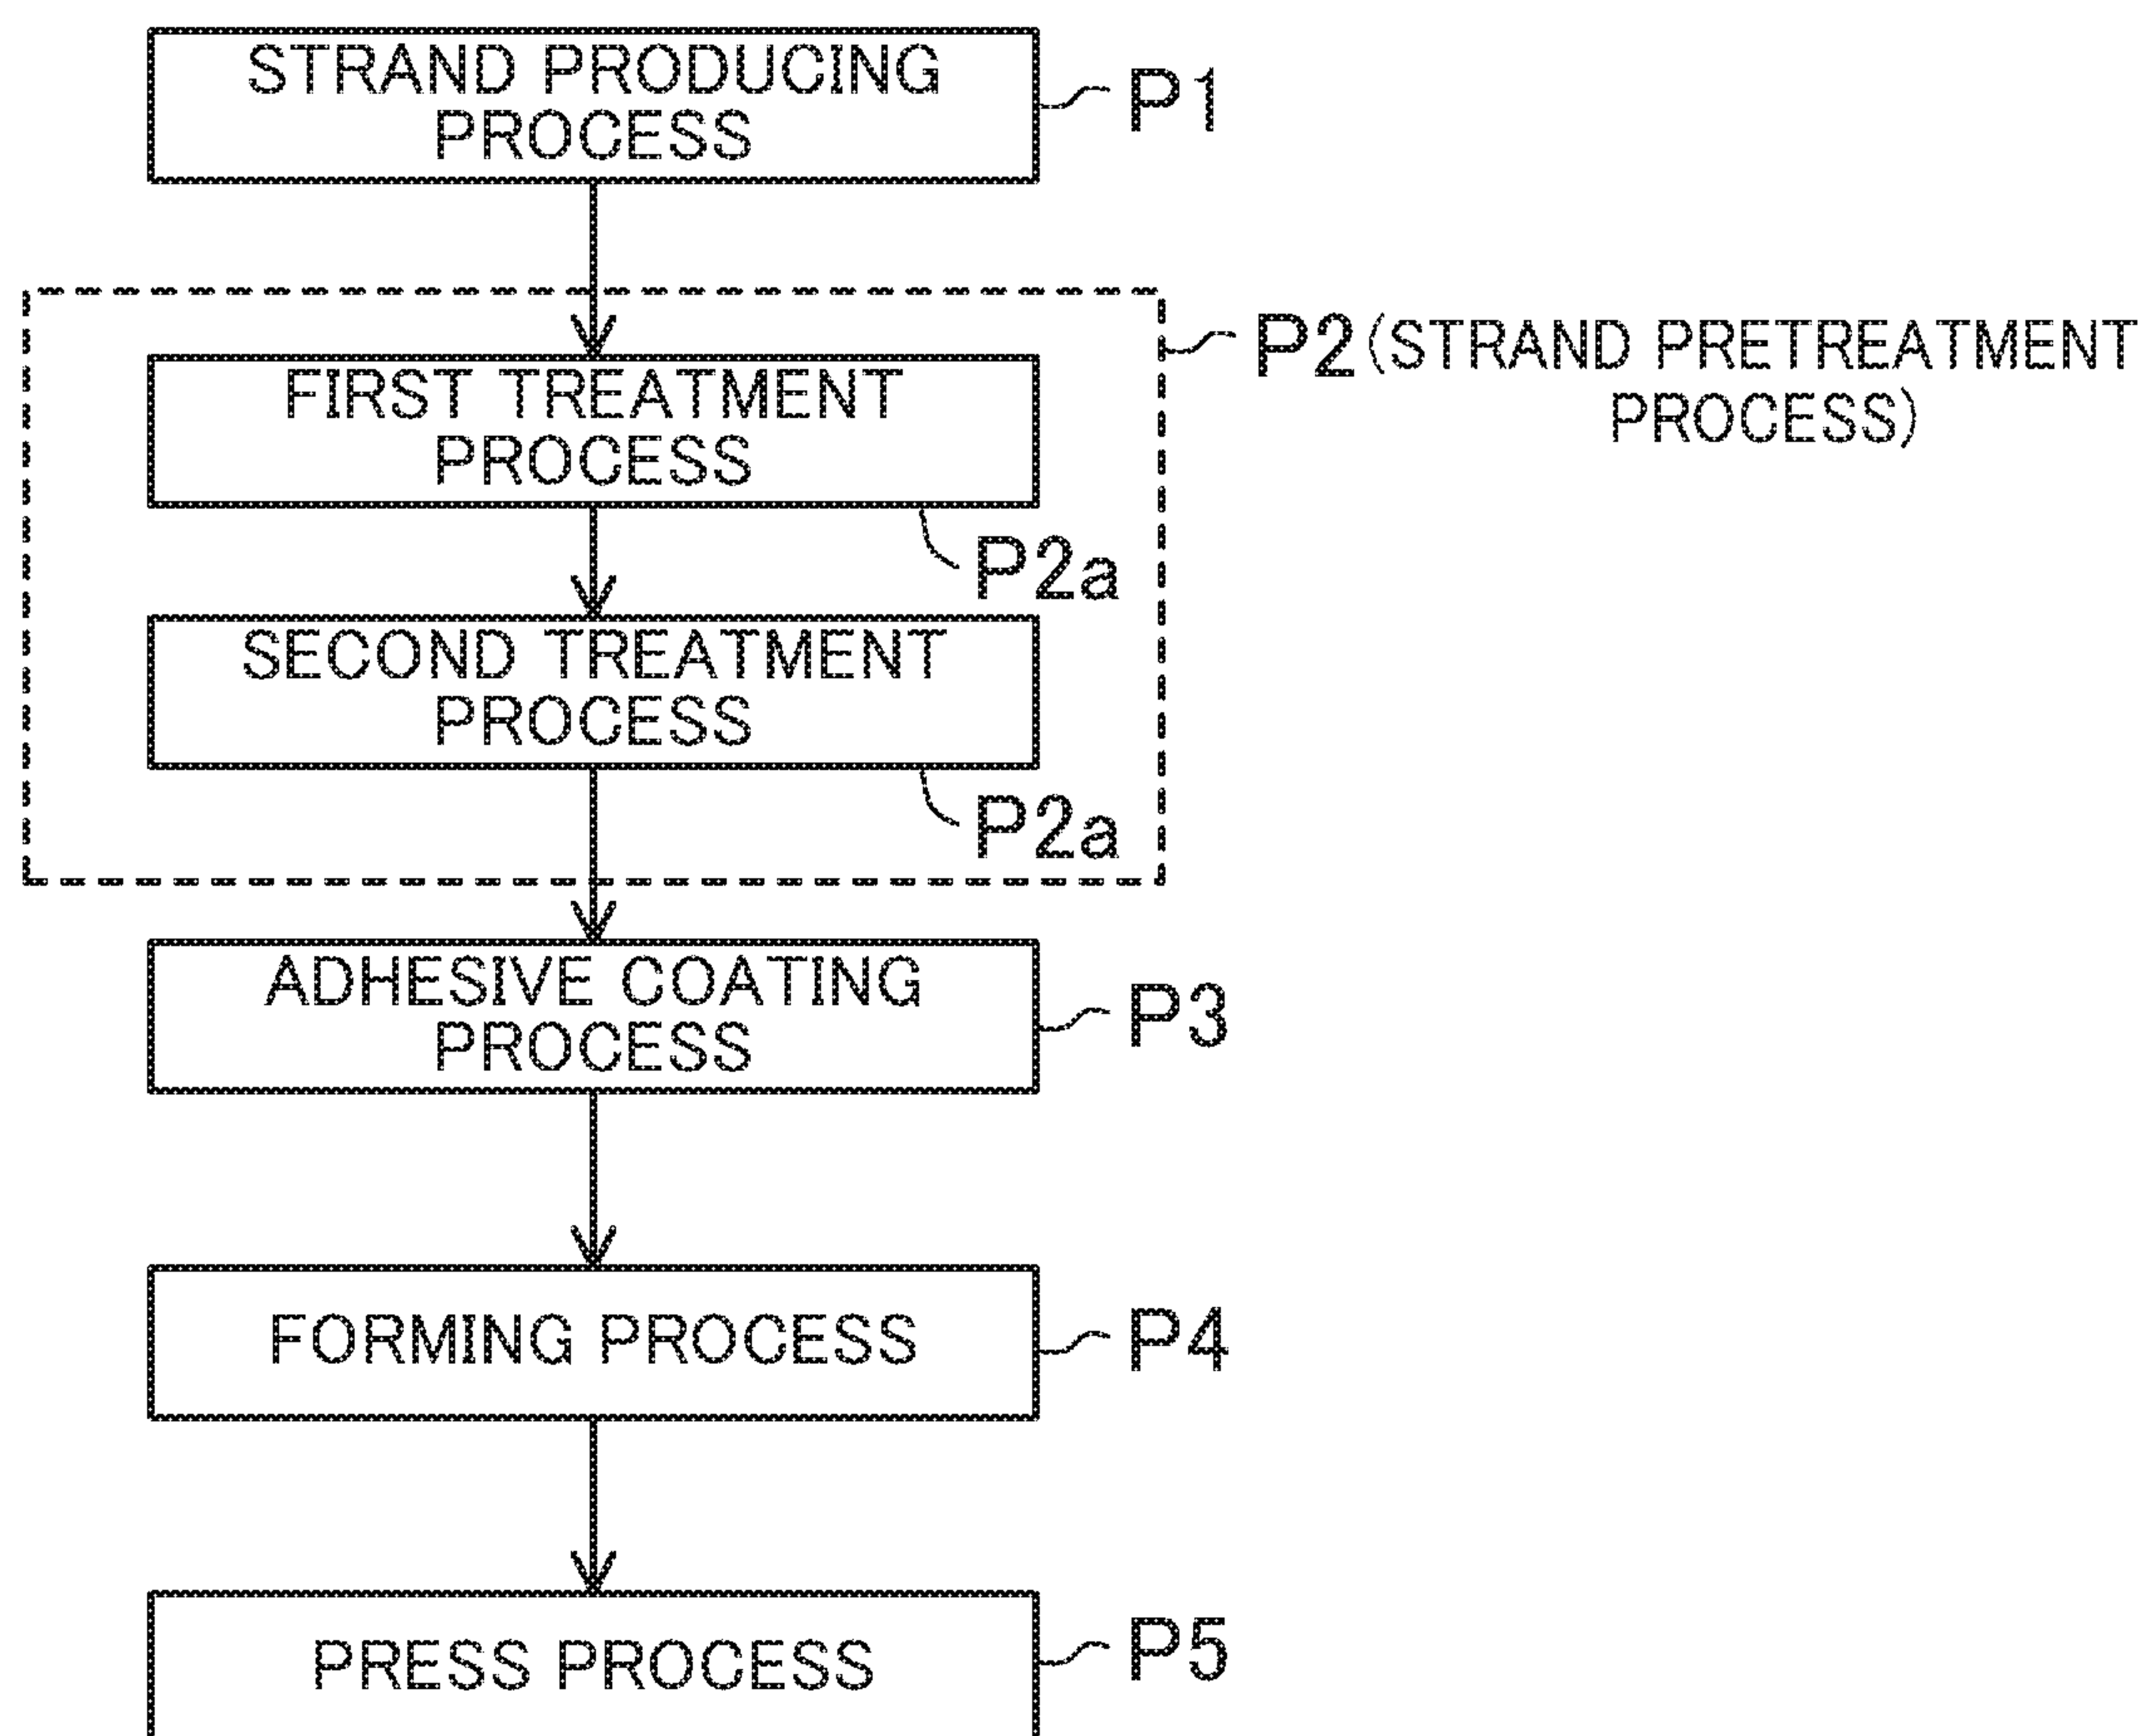 STRAND PRODUCING
PROCESS
P1
P2(STRAND PRETREATMENT
PROCESS)
FIRST TREATMENT
PROCESS
P2a
SECOND TREATMENT
PROCESS
P2a
ADHESIVE COATING
PROCESS
P3
FORMING PROCESS
P4
PRESS PROCESS
P5